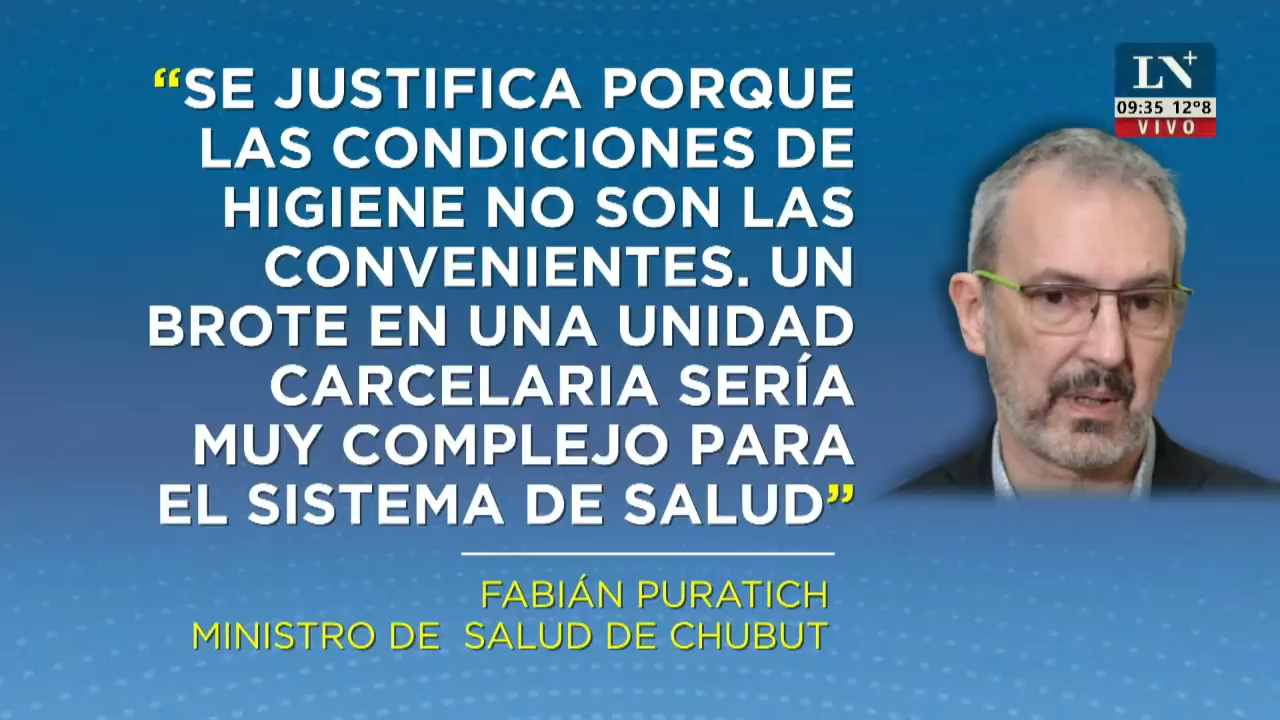 “SE JUSTIFICA PORQUE
LAS CONDICIONES DE
HIGIENE NO SON LAS
CONVENIENTES. UN
BROTE EN UNA UNIDAD
CARCELARIA SERÍA
MUY COMPLEJO PARA
EL SISTEMA DE SALUD”
FABIÁN PURATICH
MINISTRO DE SALUD DE CHUBUT
LN+
09:35 12°8
VIVO